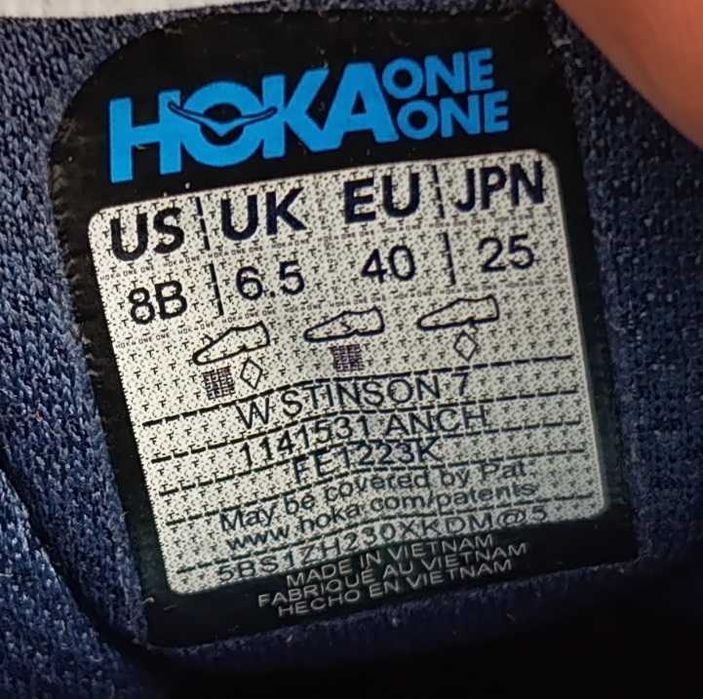 HOKA ONE ONE
US UK EU JPN
8B 6.5 40 25
W STINSON 7
1141531 ANCH
FE1223K
May be covered by Pat.
www.hoka.com/patents
5BS1ZH230XKDM@5
MADE IN VIETNAM
FABRIQUE AU VIETNAM
HECHO EN VIETNAM